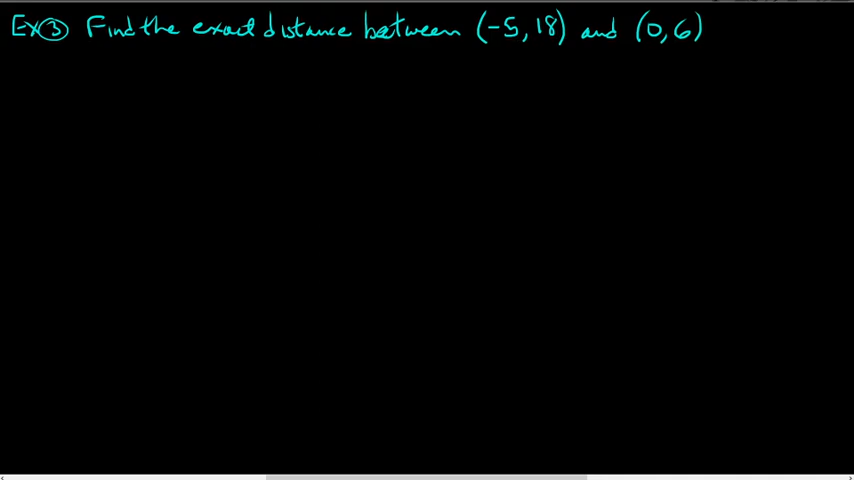 Ex③ Find the exact distance between (-5,18) and (0,6)